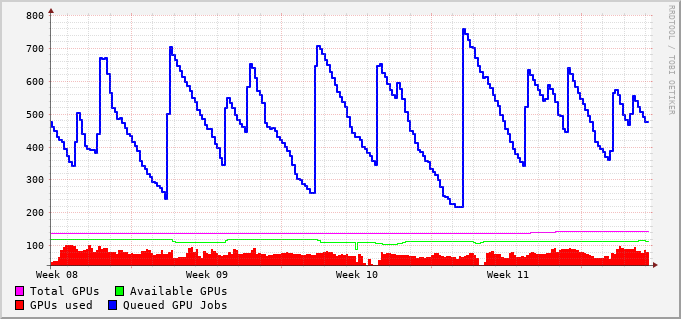 800
700
600
500
400
300
200
100
Week 08 Week 09 Week 10 Week 11
Total GPUs Available GPUs
GPUs used Queued GPU Jobs
RRDTOOL / TOBI OETIKER